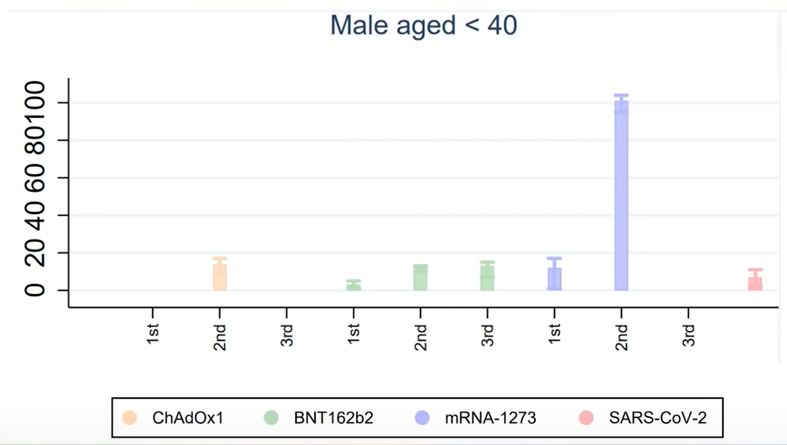 Male aged < 40
100
80
60
40
20
0
1st
2nd
3rd
1st
2nd
3rd
1st
2nd
3rd
ChAdOx1
BNT162b2
mRNA-1273
SARS-CoV-2